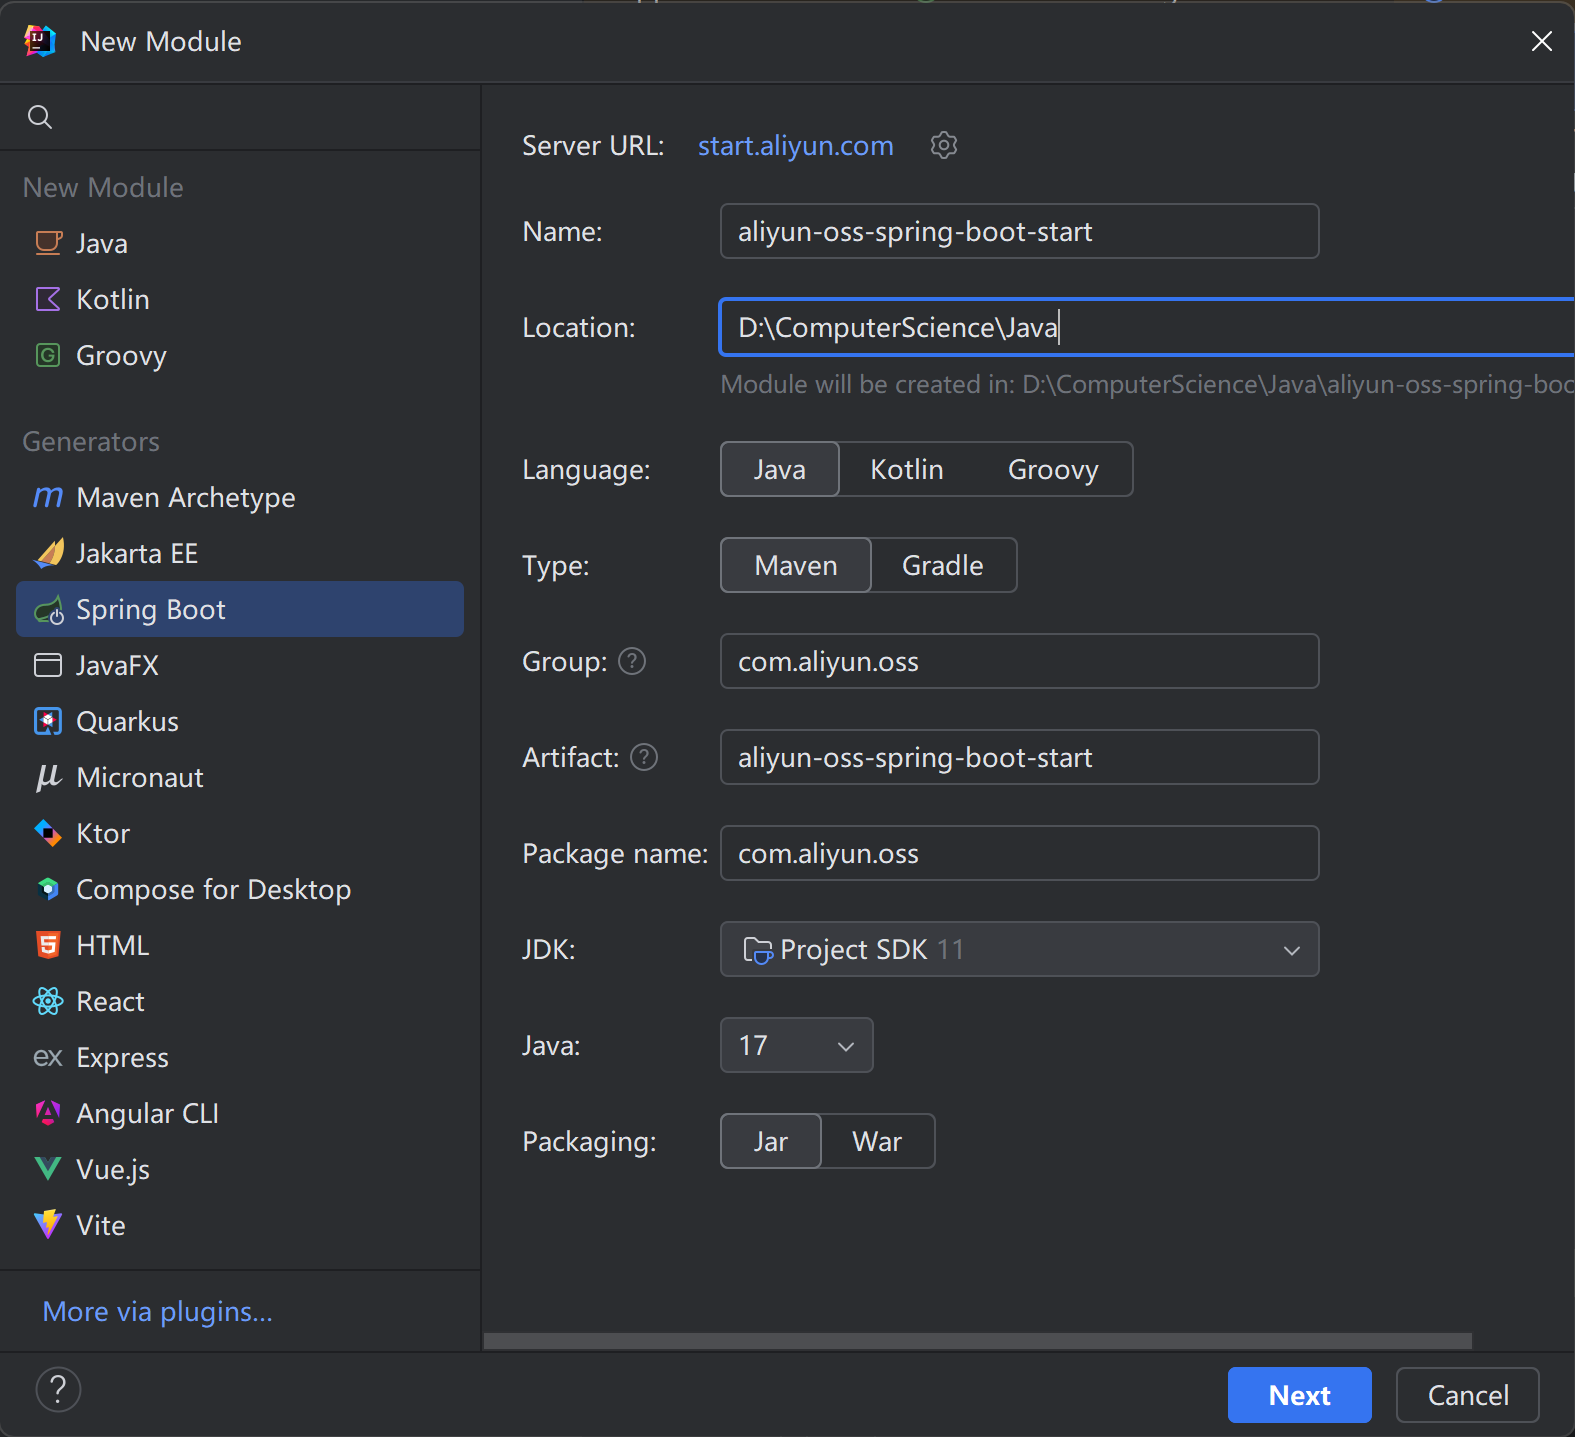 New Module
New Module
Java
Kotlin
Groovy
Generators
Maven Archetype
Jakarta EE
Spring Boot
JavaFX
Quarkus
Micronaut
Ktor
Compose for Desktop
HTML
React
Express
Angular CLI
Vue.js
Vite
More via plugins...
Server URL: start.aliyun.com
Name: aliyun-oss-spring-boot-start
Location: D:\ComputerScience\Java
Module will be created in: D:\ComputerScience\Java\aliyun-oss-spring-boo
Language: Java Kotlin Groovy
Type: Maven Gradle
Group: com.aliyun.oss
Artifact: aliyun-oss-spring-boot-start
Package name: com.aliyun.oss
JDK: Project SDK 11
Java: 17
Packaging: Jar War
Next Cancel